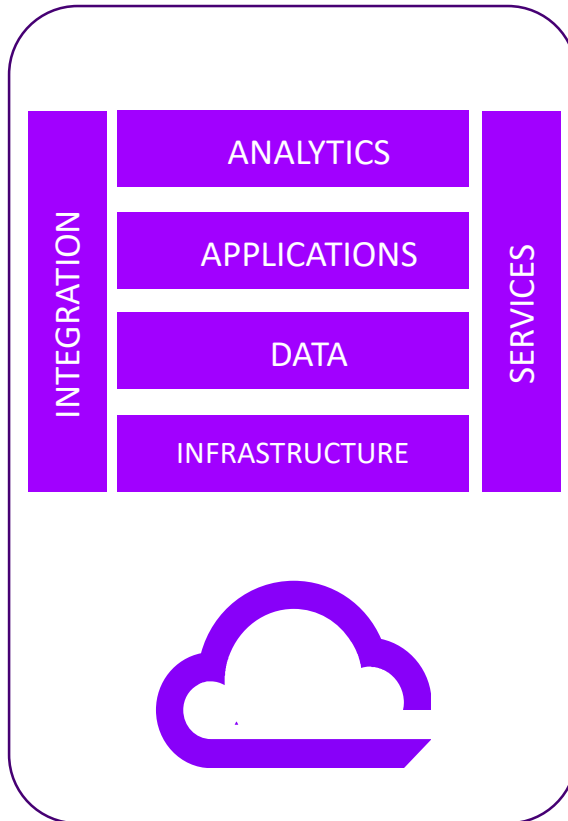 INTEGRATION
ANALYTICS
APPLICATIONS
DATA
INFRASTRUCTURE
SERVICES